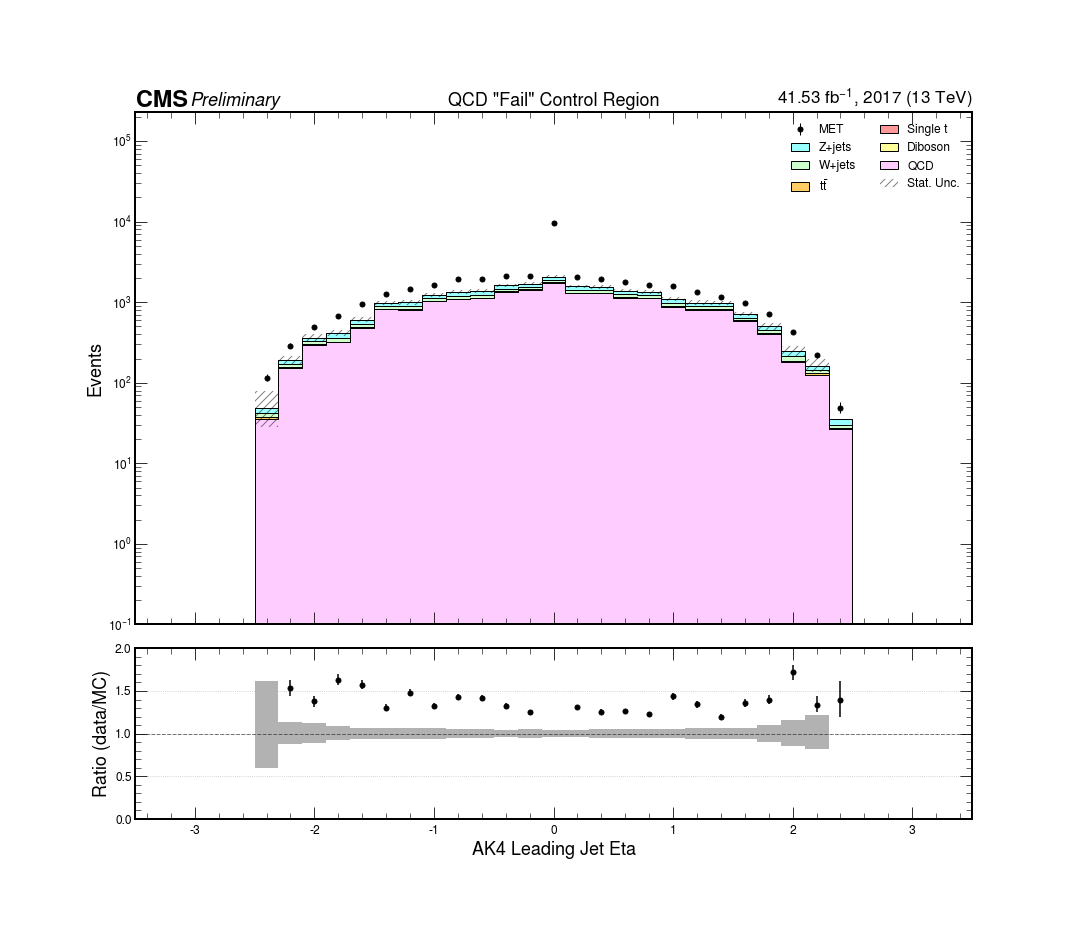 CMS Preliminary QCD "Fail" Control Region 41.53 fb⁻¹, 2017 (13 TeV)
MET Single t
Z+jets Diboson
W+jets QCD
tt̄ Stat. Unc.
10⁵
10⁴
10³
10²
10¹
10⁰
10⁻¹
Events
2.0
1.5
1.0
0.5
0.0
Ratio (data/MC)
-3 -2 -1 0 1 2 3
AK4 Leading Jet Eta